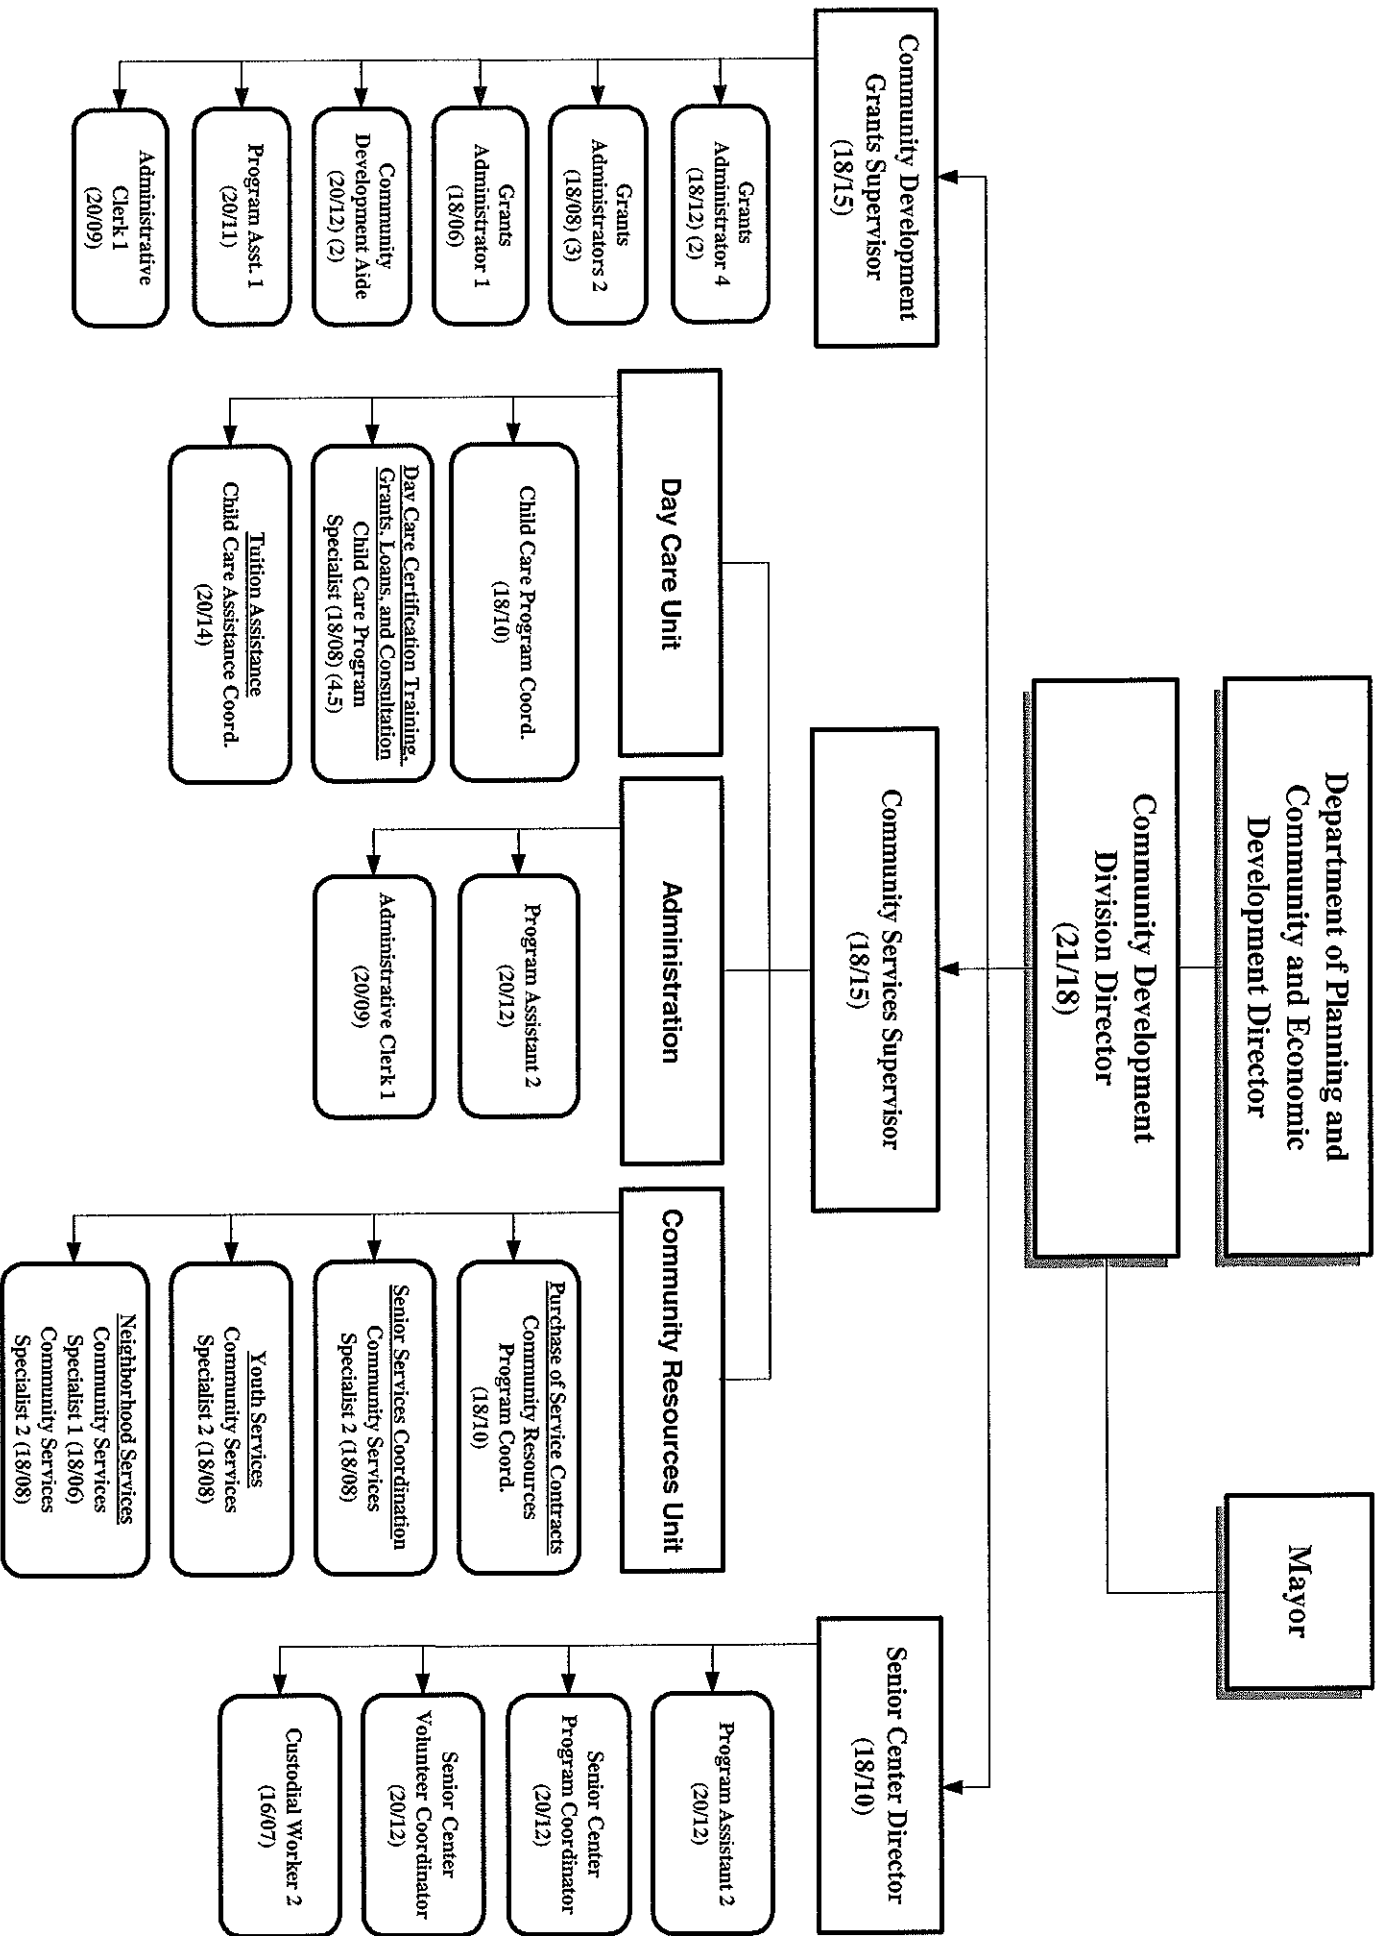 Department of Planning and
Community and Economic
Development Director
Mayor
Community Development
Division Director
(21/18)
Community Development
Grants Supervisor
(18/15)
Community Services Supervisor
(18/15)
Senior Center Director
(18/10)
Grants
Administrator 4
(18/12) (2)
Grants
Administrators 2
(18/08) (3)
Grants
Administrator 1
(18/06)
Community
Development Aide
(20/12) (2)
Program Asst. 1
(20/11)
Administrative
Clerk 1
(20/09)
Day Care Unit
Child Care Program Coord.
(18/10)
Day Care Certification Training,
Grants, Loans, and Consultation
Child Care Program
Specialist (18/08) (4.5)
Tuition Assistance
Child Care Assistance Coord.
(20/14)
Administration
Program Assistant 2
(20/12)
Administrative Clerk 1
(20/09)
Community Resources Unit
Purchase of Service Contracts
Community Resources
Program Coord.
(18/10)
Senior Services Coordination
Community Services
Specialist 2 (18/08)
Youth Services
Community Services
Specialist 2 (18/08)
Neighborhood Services
Community Services
Specialist 1 (18/06)
Community Services
Specialist 2 (18/08)
Program Assistant 2
(20/12)
Senior Center
Program Coordinator
(20/12)
Senior Center
Volunteer Coordinator
(20/12)
Custodial Worker 2
(16/07)